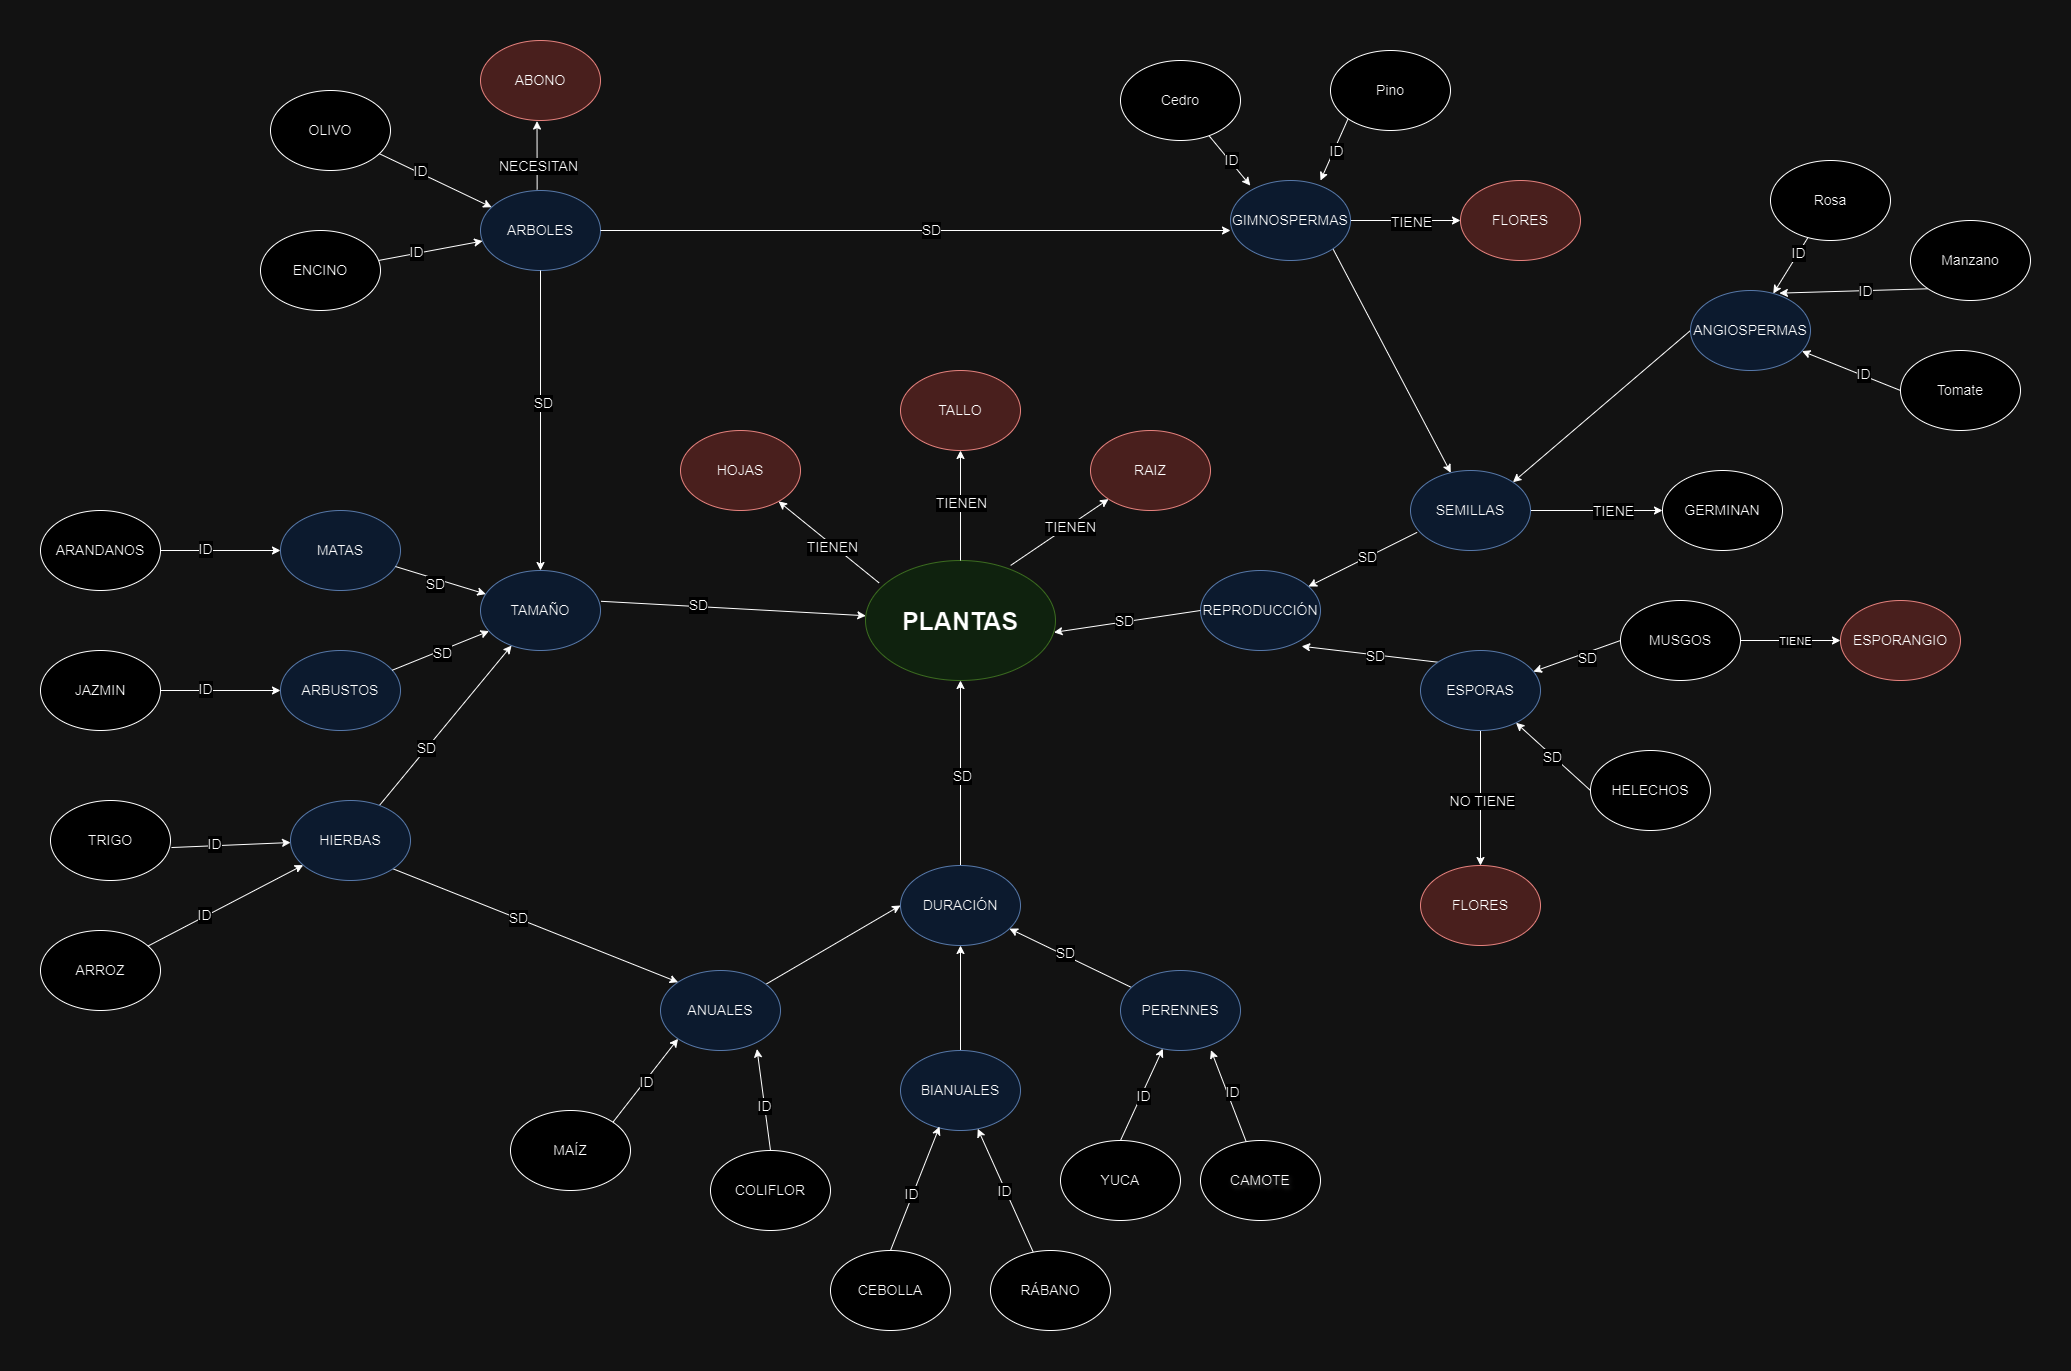 ABONO
Cedro
Pino
OLIVO
NECESITAN
ID
ID
ID
Rosa
ARBOLES
SD
GIMNOSPERMAS
TIENE
FLORES
ID
Manzano
ENCINO
ID
ID
ANGIOSPERMAS
ID
Tomate
SD
TALLO
HOJAS
RAIZ
TIENEN
TIENEN
TIENEN
SEMILLAS
TIENE
GERMINAN
ARANDANOS
ID
MATAS
SD
SD
TAMAÑO
SD
PLANTAS
SD
REPRODUCCIÓN
MUSGOS
TIENE
ESPORANGIO
SD
SD
SD
JAZMIN
ID
ARBUSTOS
ESPORAS
SD
SD
SD
HELECHOS
NO TIENE
TRIGO
ID
HIERBAS
ID
SD
DURACIÓN
FLORES
SD
ARROZ
ANUALES
PERENNES
ID
ID
BIANUALES
ID
ID
MAÍZ
COLIFLOR
YUCA
CAMOTE
ID
ID
CEBOLLA
RÁBANO